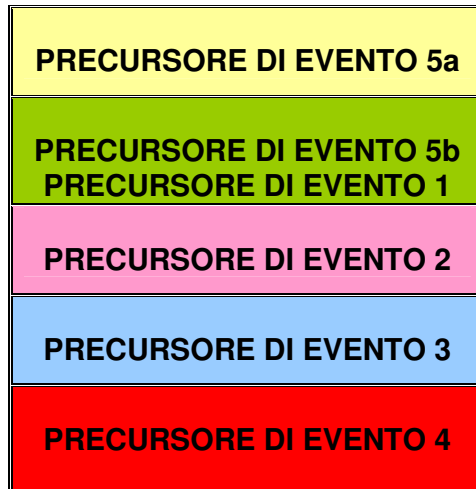 PRECURSORE DI EVENTO 5a
PRECURSORE DI EVENTO 5b
PRECURSORE DI EVENTO 1
PRECURSORE DI EVENTO 2
PRECURSORE DI EVENTO 3
PRECURSORE DI EVENTO 4